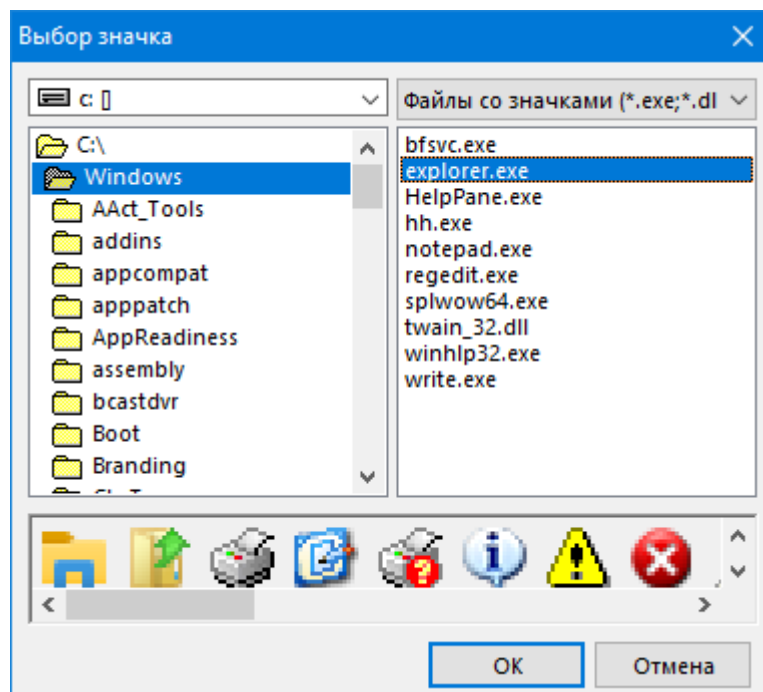 Выбор значка
c: []
Файлы со значками (*.exe;*.dl
C:\
Windows
AAct_Tools
addins
appcompat
apppatch
AppReadiness
assembly
bcastdvr
Boot
Branding
bfsvc.exe
explorer.exe
HelpPane.exe
hh.exe
notepad.exe
regedit.exe
splwow64.exe
twain_32.dll
winhlp32.exe
write.exe
OK
Отмена